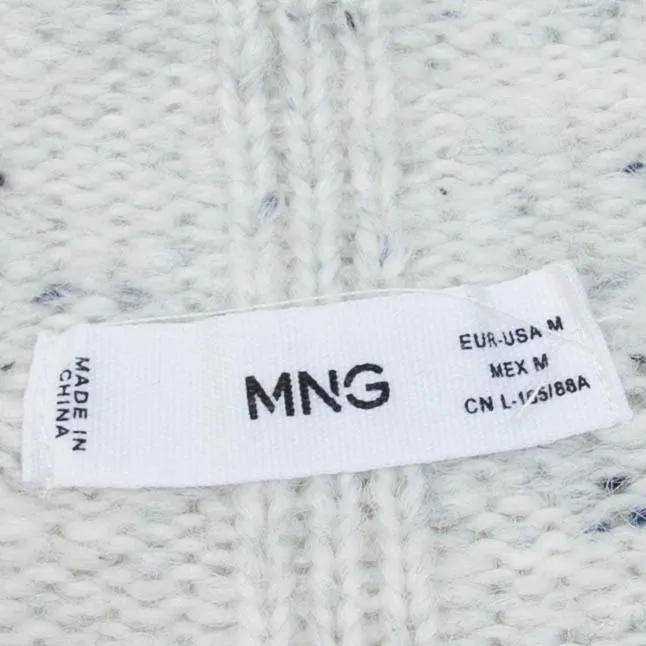 MADE IN
CHINA
MNG
EUR-USA M
MEX M
CN L-165/88A